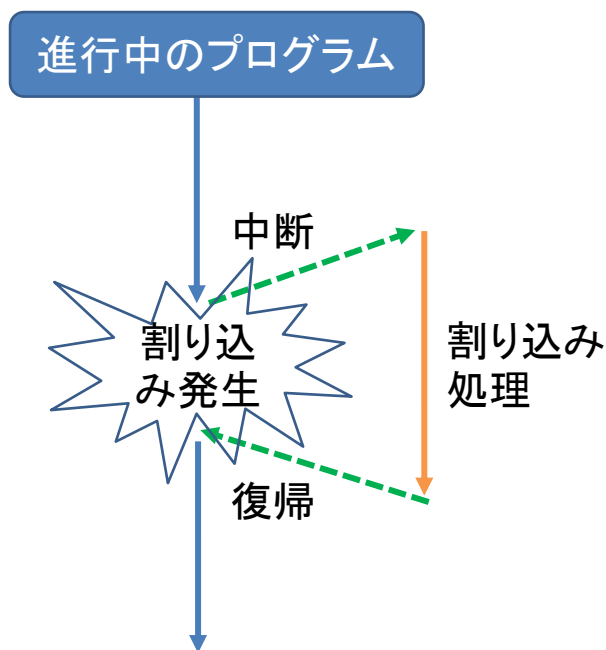 進行中のプログラム
中断
割り込
み発生
割り込み
処理
復帰